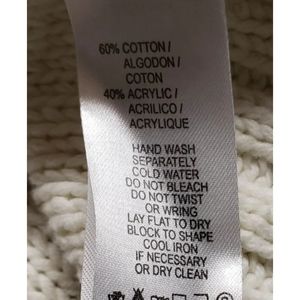 60% COTTON /
ALGODON /
COTON
40% ACRYLIC /
ACRILICO /
ACRYLIQUE
HAND WASH
SEPARATELY
COLD WATER
DO NOT BLEACH
DO NOT TWIST
OR WRING
LAY FLAT TO DRY
BLOCK TO SHAPE
COOL IRON
IF NECESSARY
OR DRY CLEAN